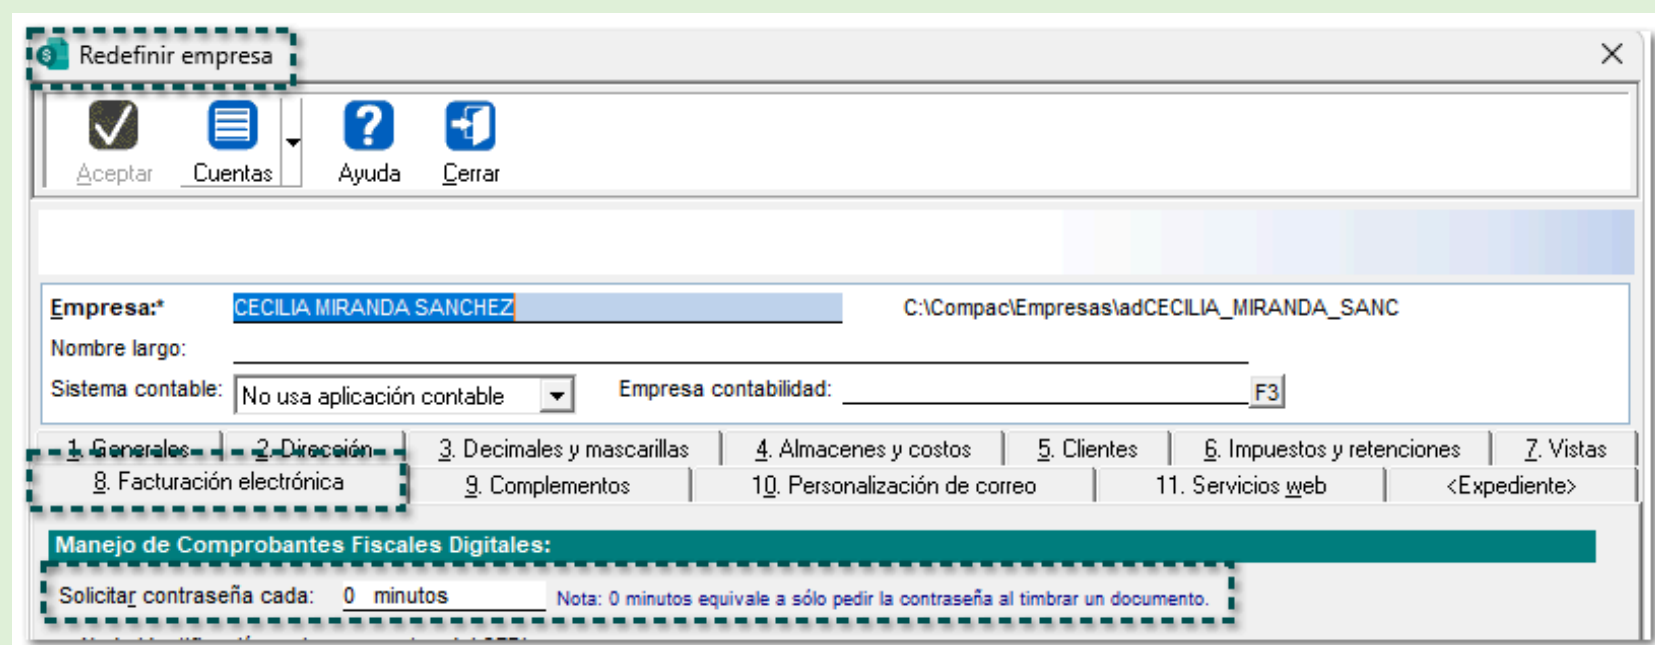 Redefinir empresa
Aceptar Cuentas Ayuda Cerrar
Empresa:* CECILIA MIRANDA SANCHEZ C:\Compac\Empresas\adCECILIA_MIRANDA_SANC
Nombre largo:
Sistema contable: No usa aplicación contable Empresa contabilidad: F3
1. Generales 2. Dirección 3. Decimales y mascarillas 4. Almacenes y costos 5. Clientes 6. Impuestos y retenciones 7. Vistas
8. Facturación electrónica 9. Complementos 10. Personalización de correo 11. Servicios web <Expediente>
Manejo de Comprobantes Fiscales Digitales:
Solicitar contraseña cada: 0 minutos Nota: 0 minutos equivale a sólo pedir la contraseña al timbrar un documento.